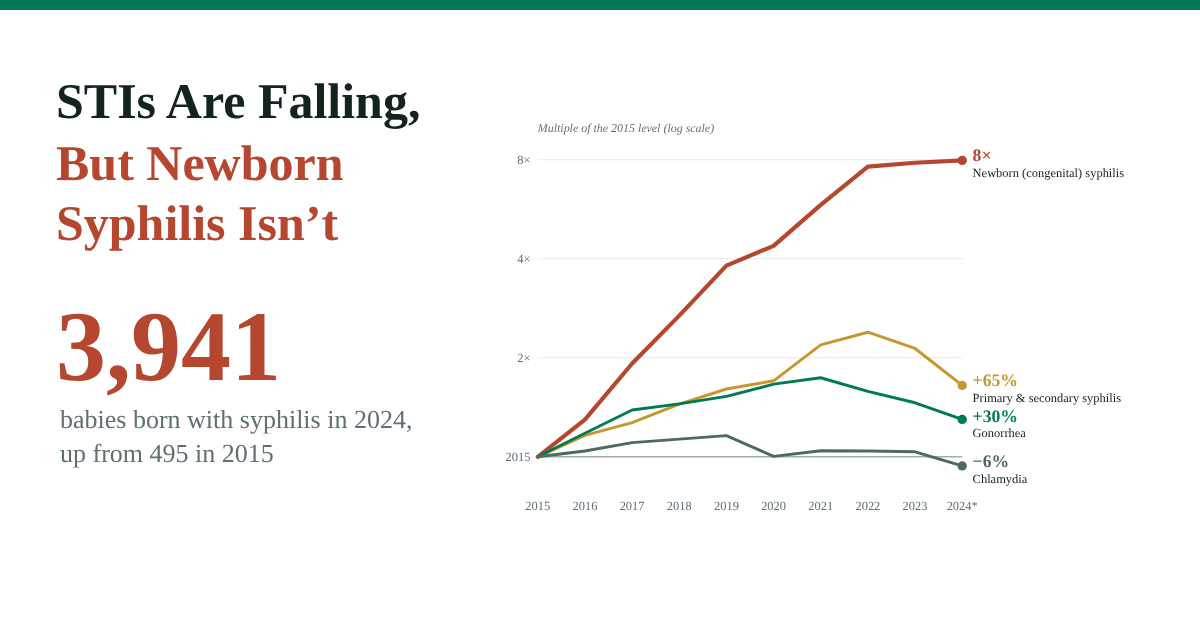 STIs Are Falling,
But Newborn
Syphilis Isn’t
3,941
babies born with syphilis in 2024,
up from 495 in 2015
Multiple of the 2015 level (log scale)
8×
4×
2×
2015
8×
Newborn (congenital) syphilis
+65%
Primary & secondary syphilis
+30%
Gonorrhea
−6%
Chlamydia
2015 2016 2017 2018 2019 2020 2021 2022 2023 2024*